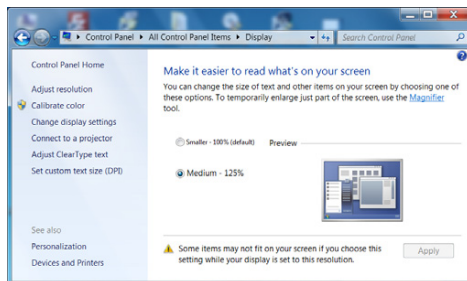 Control Panel ▸ All Control Panel Items ▸ Display
Search Control Panel
Control Panel Home
Adjust resolution
Calibrate color
Change display settings
Connect to a projector
Adjust ClearType text
Set custom text size (DPI)
See also
Personalization
Devices and Printers
Make it easier to read what's on your screen
You can change the size of text and other items on your screen by choosing one of
these options. To temporarily enlarge just part of the screen, use the Magnifier
tool.
Smaller - 100% (default)
Preview
Medium - 125%
Some items may not fit on your screen if you choose this
setting while your display is set to this resolution.
Apply